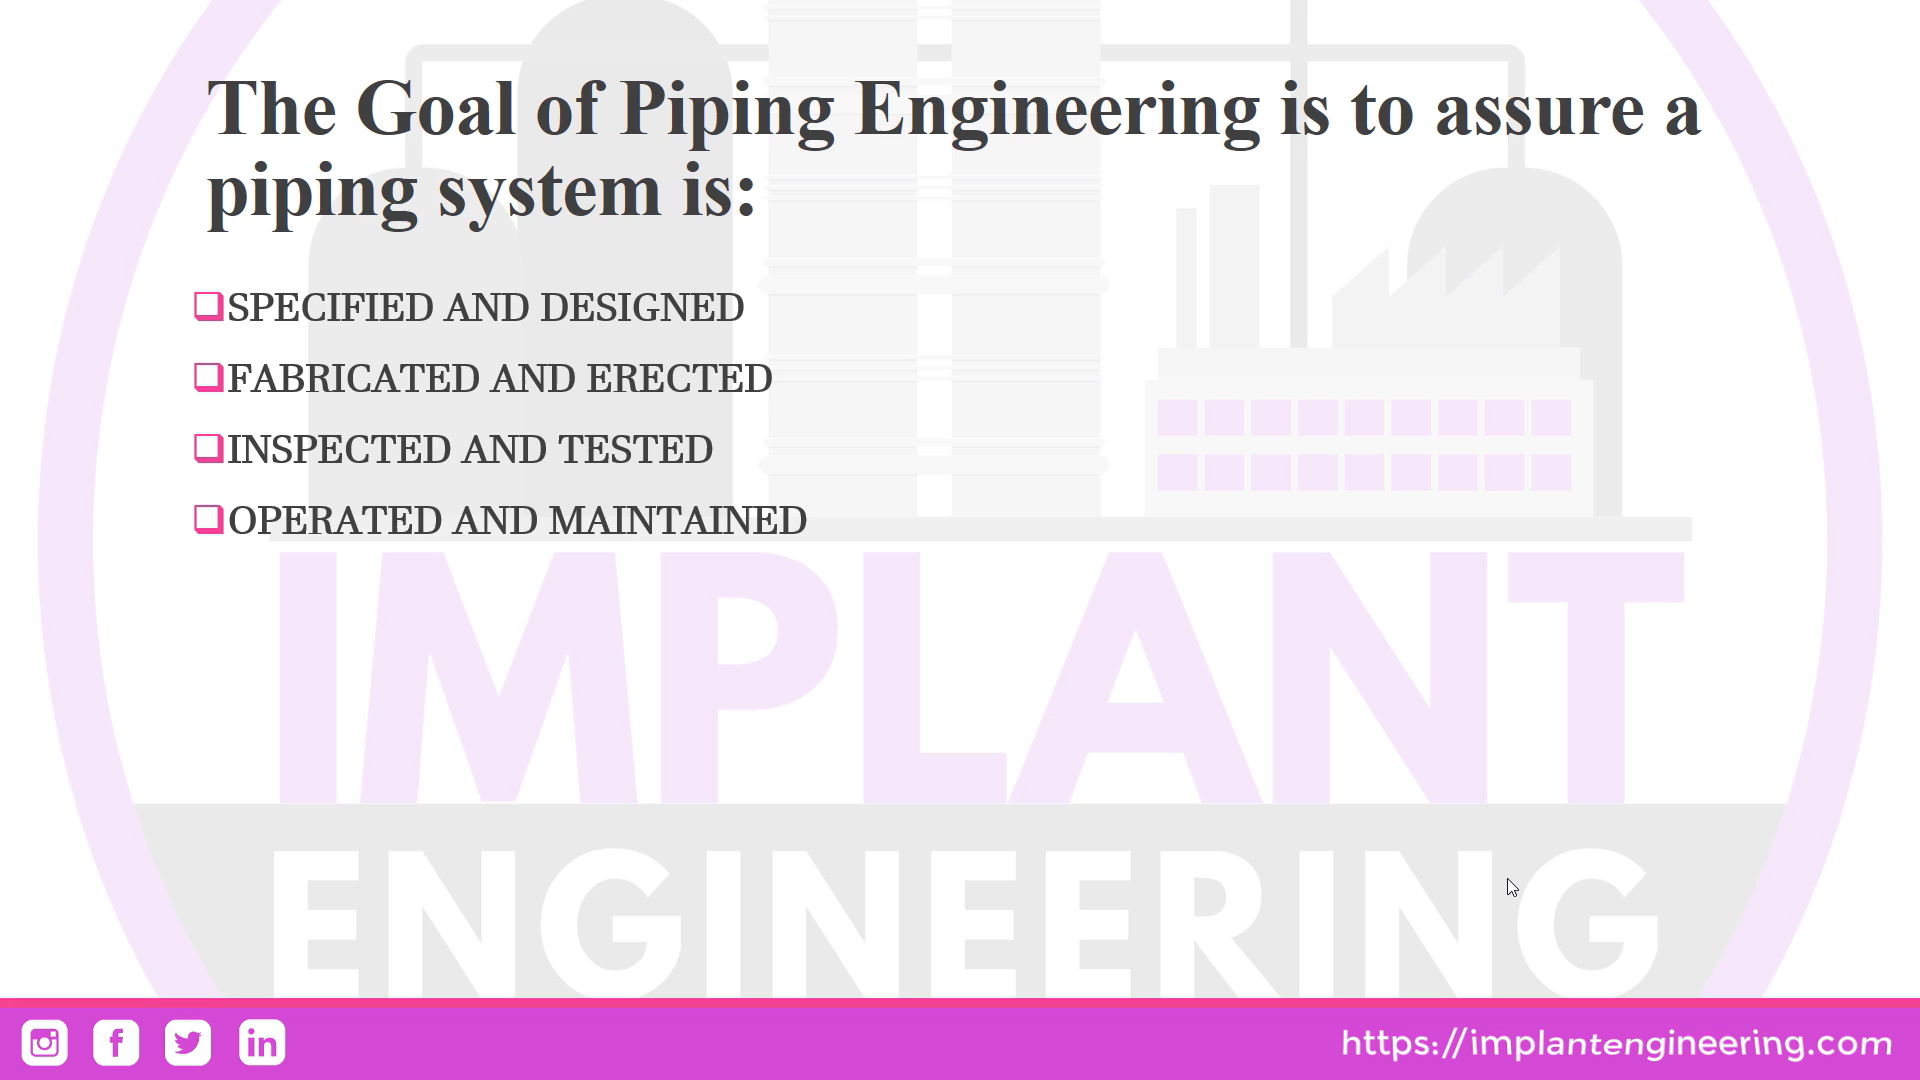 The Goal of Piping Engineering is to assure a
piping system is:
SPECIFIED AND DESIGNED
FABRICATED AND ERECTED
INSPECTED AND TESTED
OPERATED AND MAINTAINED
IMPLANT
ENGINEERING
https://implantengineering.com